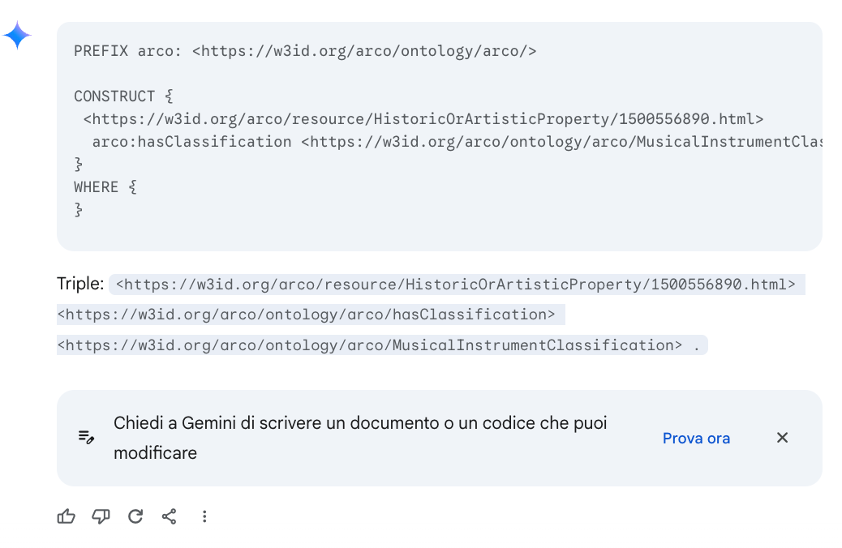 PREFIX arco: <https://w3id.org/arco/ontology/arco/>
CONSTRUCT {
<https://w3id.org/arco/resource/HistoricOrArtisticProperty/1500556890.html>
arco:hasClassification <https://w3id.org/arco/ontology/arco/MusicalInstrumentClas
}
WHERE {
}
Triple: <https://w3id.org/arco/resource/HistoricOrArtisticProperty/1500556890.html>
<https://w3id.org/arco/ontology/arco/hasClassification>
<https://w3id.org/arco/ontology/arco/MusicalInstrumentClassification> .
Chiedi a Gemini di scrivere un documento o un codice che puoi
modificare
Prova ora